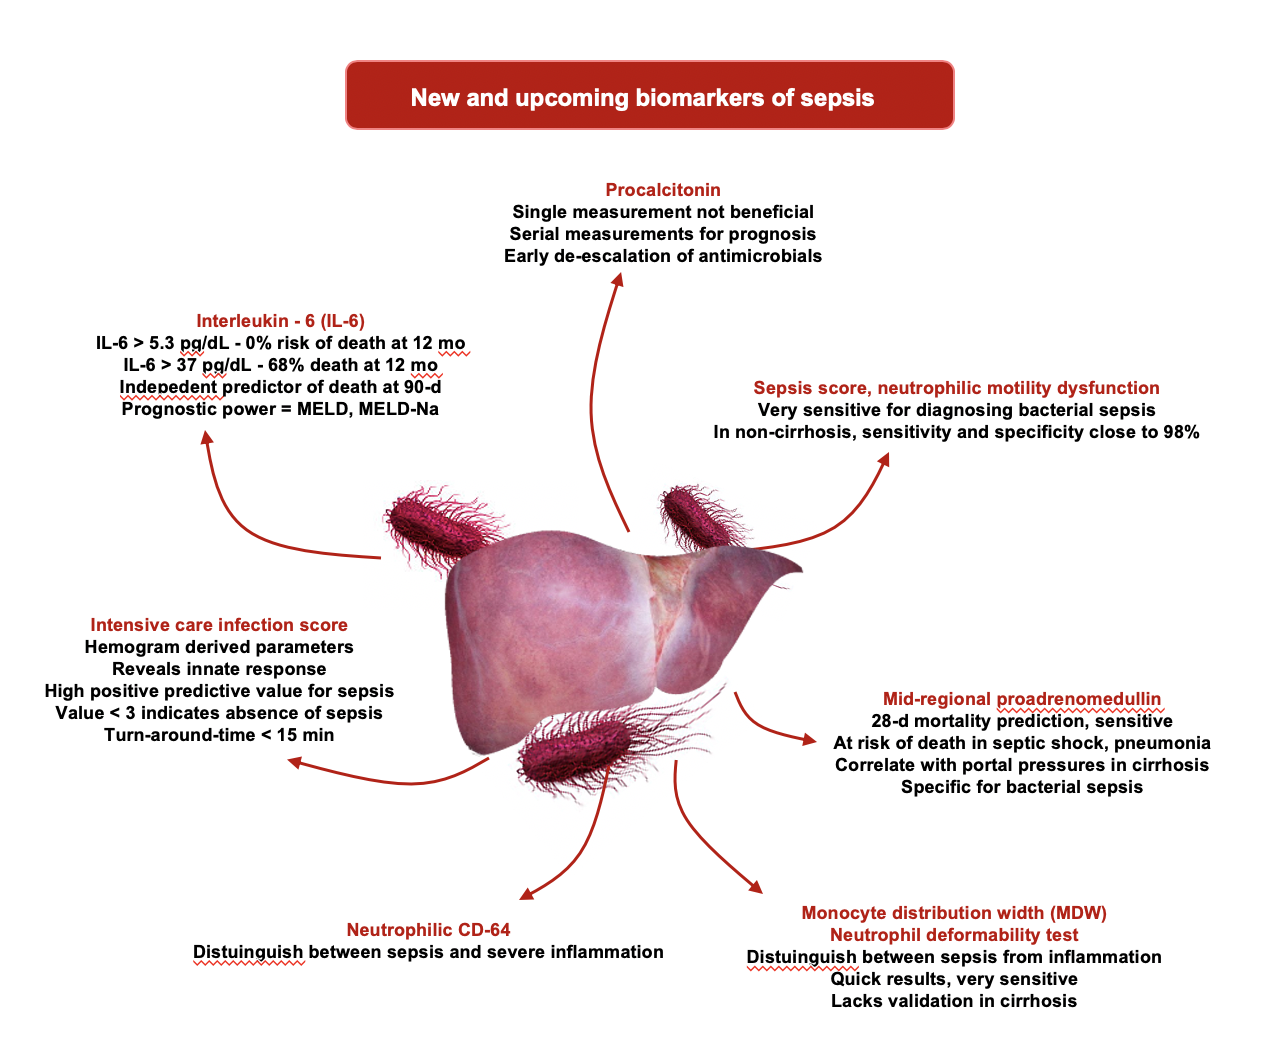 New and upcoming biomarkers of sepsis
Procalcitonin
Single measurement not beneficial
Serial measurements for prognosis
Early de-escalation of antimicrobials
Interleukin - 6 (IL-6)
IL-6 > 5.3 pg/dL - 0% risk of death at 12 mo
IL-6 > 37 pg/dL - 68% death at 12 mo
Indepedent predictor of death at 90-d
Prognostic power = MELD, MELD-Na
Sepsis score, neutrophilic motility dysfunction
Very sensitive for diagnosing bacterial sepsis
In non-cirrhosis, sensitivity and specificity close to 98%
Intensive care infection score
Hemogram derived parameters
Reveals innate response
High positive predictive value for sepsis
Value < 3 indicates absence of sepsis
Turn-around-time < 15 min
Mid-regional proadrenomedullin
28-d mortality prediction, sensitive
At risk of death in septic shock, pneumonia
Correlate with portal pressures in cirrhosis
Specific for bacterial sepsis
Neutrophilic CD-64
Distuinguish between sepsis and severe inflammation
Monocyte distribution width (MDW)
Neutrophil deformability test
Distuinguish between sepsis from inflammation
Quick results, very sensitive
Lacks validation in cirrhosis